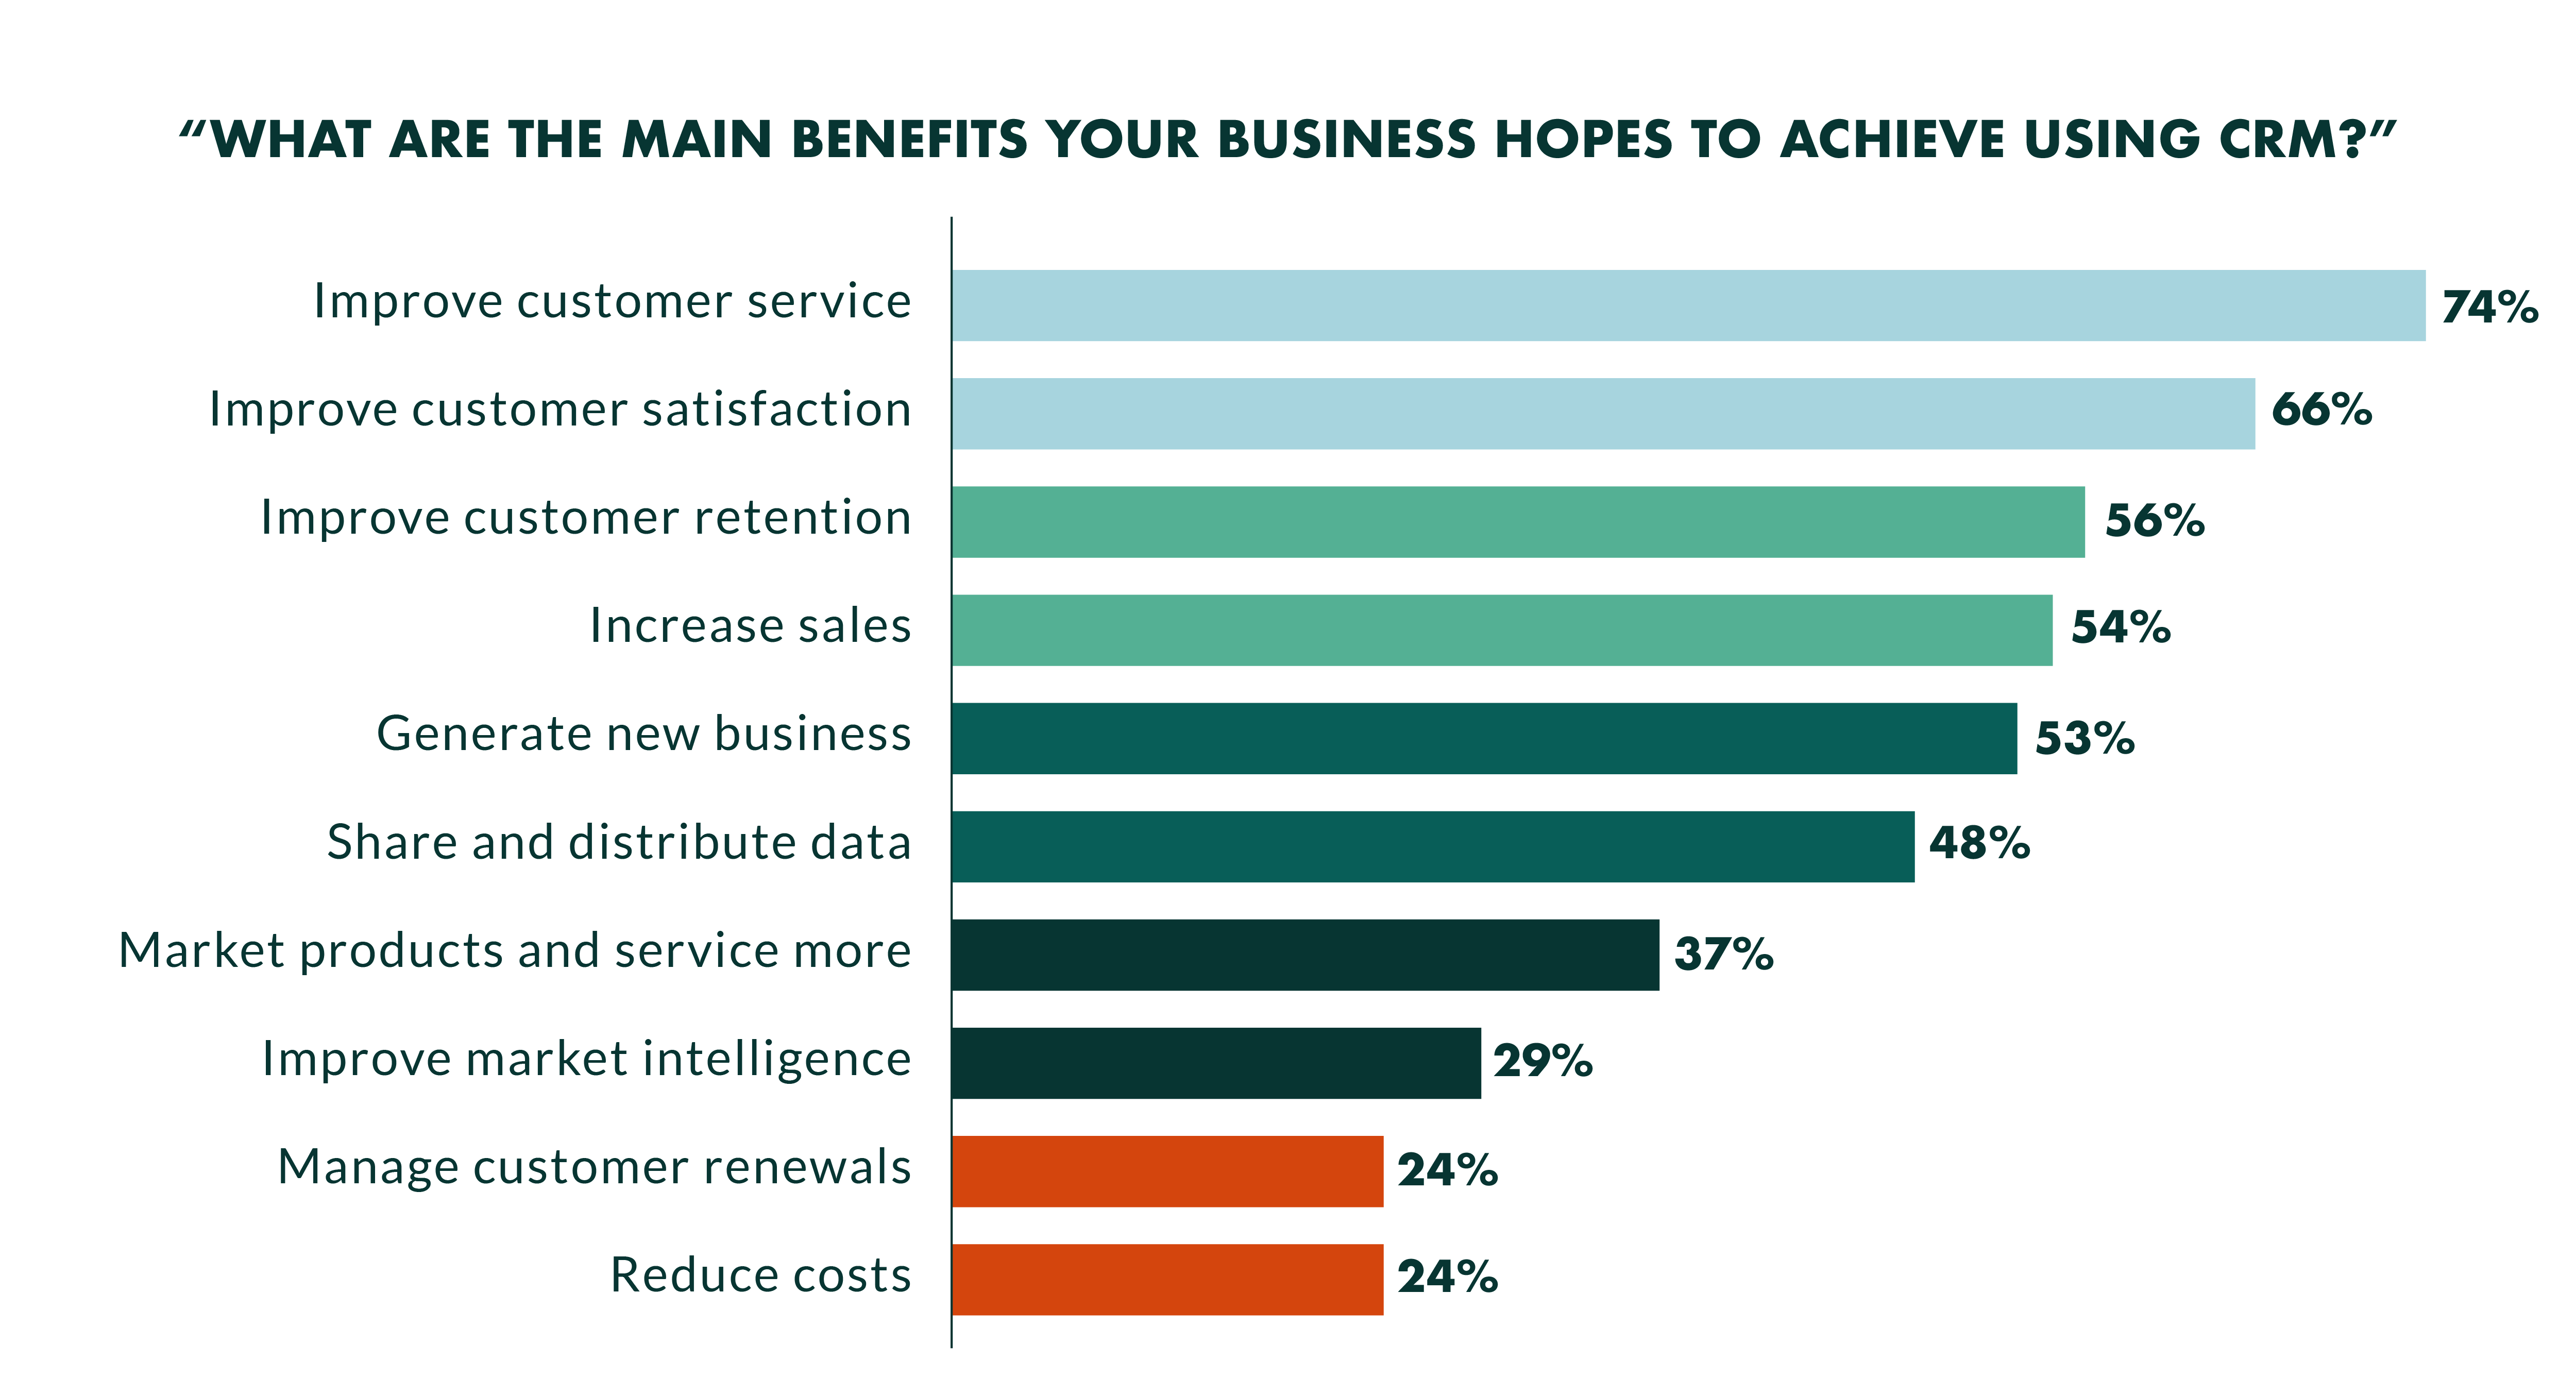 “WHAT ARE THE MAIN BENEFITS YOUR BUSINESS HOPES TO ACHIEVE USING CRM?”
Improve customer service 74%
Improve customer satisfaction 66%
Improve customer retention 56%
Increase sales 54%
Generate new business 53%
Share and distribute data 48%
Market products and service more 37%
Improve market intelligence 29%
Manage customer renewals 24%
Reduce costs 24%